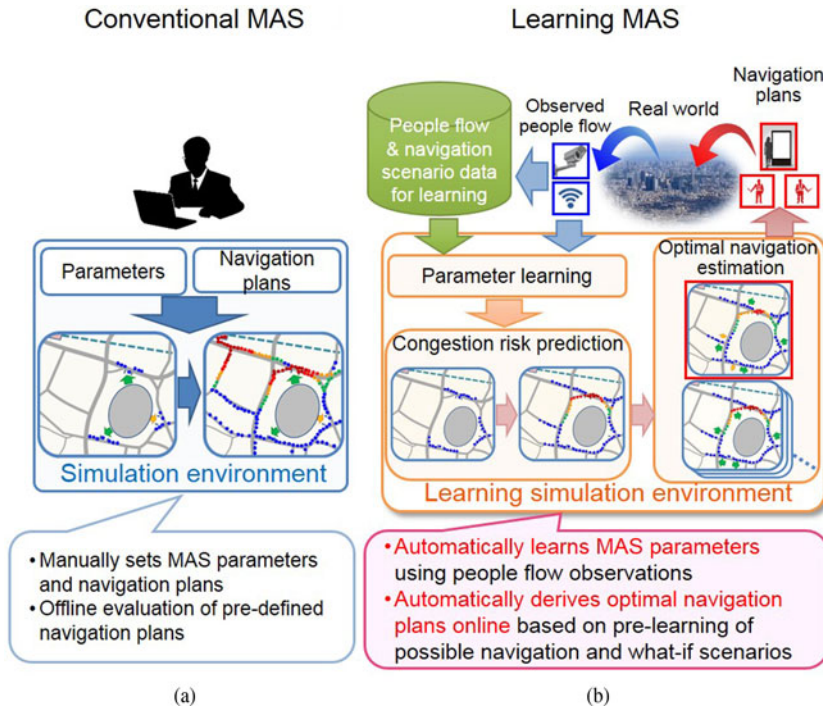 Conventional MAS
Parameters
Navigation
plans
Simulation environment
• Manually sets MAS parameters
and navigation plans
• Offline evaluation of pre-defined
navigation plans
(a)
Learning MAS
People flow
& navigation
scenario data
for learning
Observed
people flow
Real world
Navigation
plans
Parameter learning
Congestion risk prediction
Optimal navigation
estimation
Learning simulation environment
• Automatically learns MAS parameters
using people flow observations
• Automatically derives optimal navigation
plans online based on pre-learning of
possible navigation and what-if scenarios
(b)